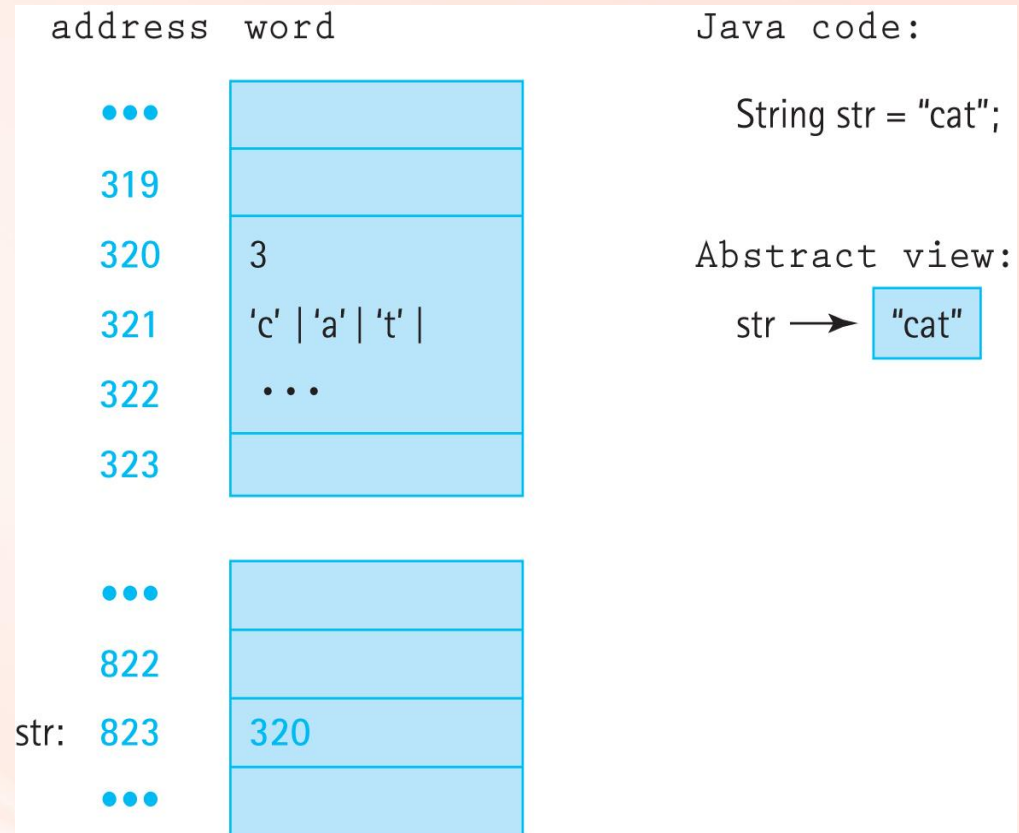 address word
•••
319
320 3
321 'c' | 'a' | 't' |
322 • • •
323
•••
822
str: 823 320
•••
Java code:
String str = "cat";
Abstract view:
str → "cat"